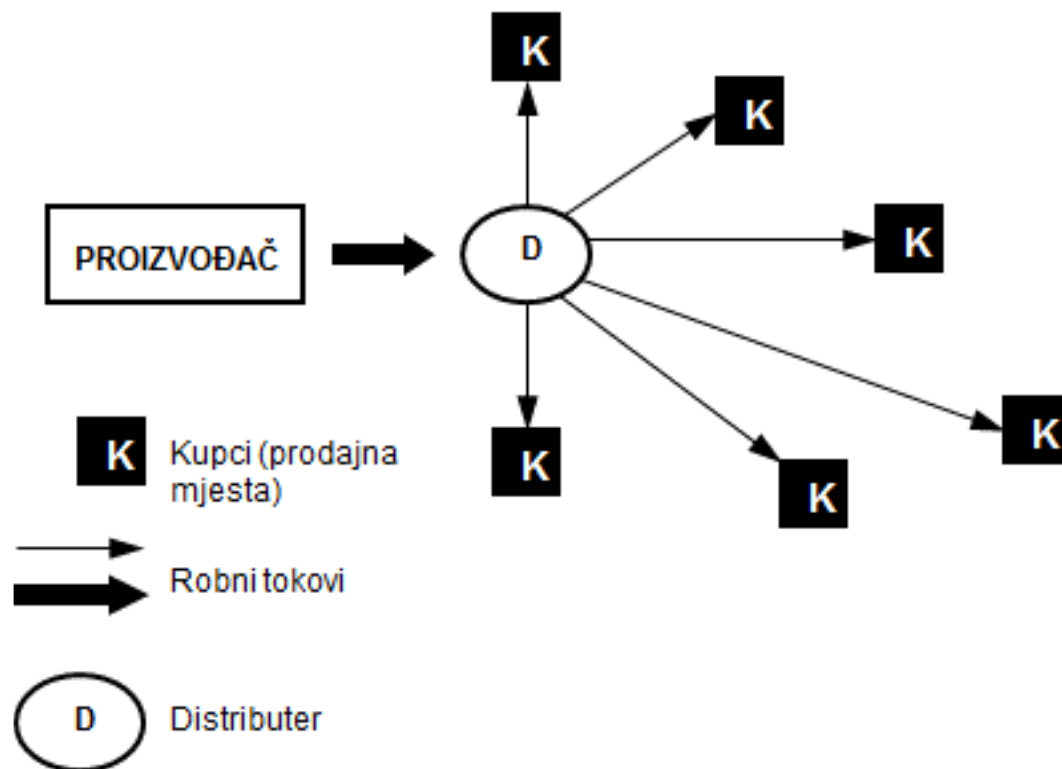 K
K
K
PROIZVOĐAČ
D
K
K
K
K
Kupci (prodajna
mjesta)
Robni tokovi
D
Distributer